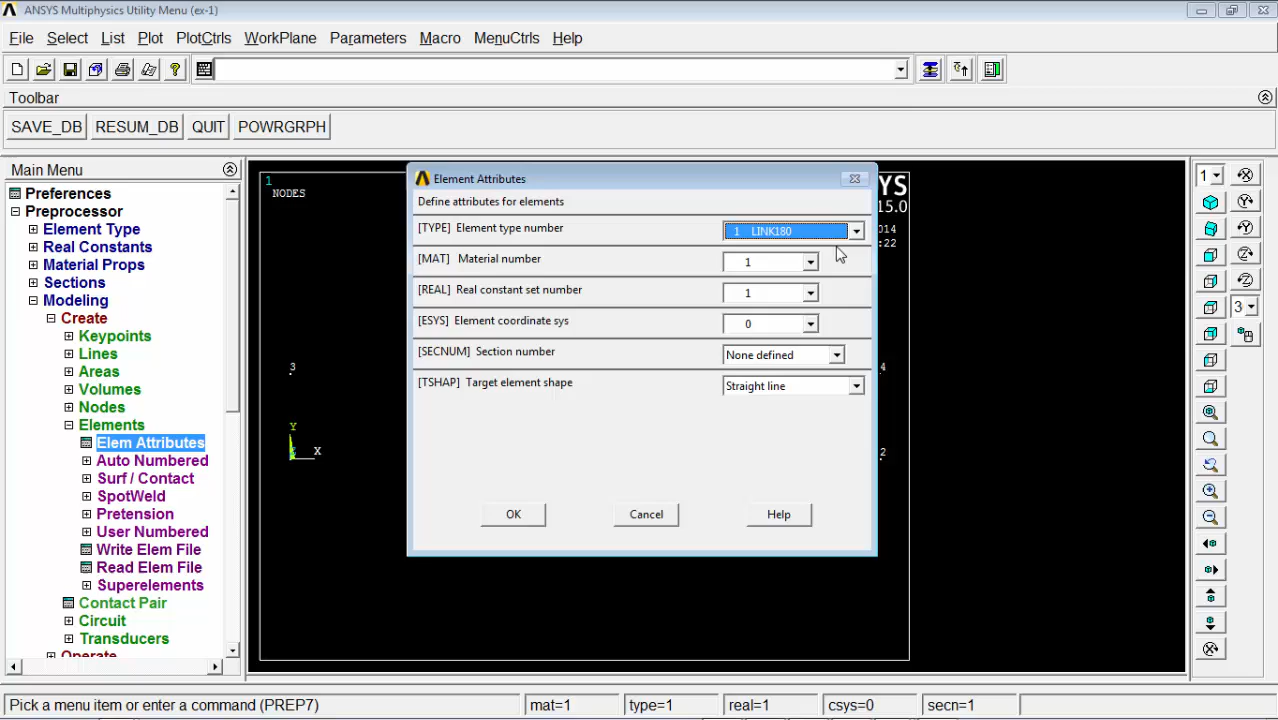 ANSYS Multiphysics Utility Menu (ex-1)
File Select List Plot PlotCtrls WorkPlane Parameters Macro MenuCtrls Help
Toolbar
SAVE_DB RESUM_DB QUIT POWRGRPH
Main Menu
Preferences
Preprocessor
Element Type
Real Constants
Material Props
Sections
Modeling
Create
Keypoints
Lines
Areas
Volumes
Nodes
Elements
Elem Attributes
Auto Numbered
Surf / Contact
SpotWeld
Pretension
User Numbered
Write Elem File
Read Elem File
Superelements
Contact Pair
Circuit
Transducers
Operate
1
NODES
3
Y
X
YS
15.0
014
:22
4
2
Element Attributes
Define attributes for elements
[TYPE] Element type number 1 LINK180
[MAT] Material number 1
[REAL] Real constant set number 1
[ESYS] Element coordinate sys 0
[SECNUM] Section number None defined
[TSHAP] Target element shape Straight line
OK Cancel Help
1
3
Pick a menu item or enter a command (PREP7) mat=1 type=1 real=1 csys=0 secn=1